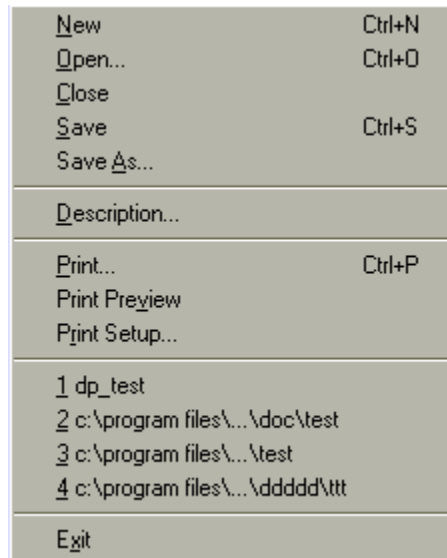 New Ctrl+N
Open... Ctrl+O
Close
Save Ctrl+S
Save As...
Description...
Print... Ctrl+P
Print Preview
Print Setup...
1 dp_test
2 c:\program files\...\doc\test
3 c:\program files\...\test
4 c:\program files\...\ddddd\ttt
Exit